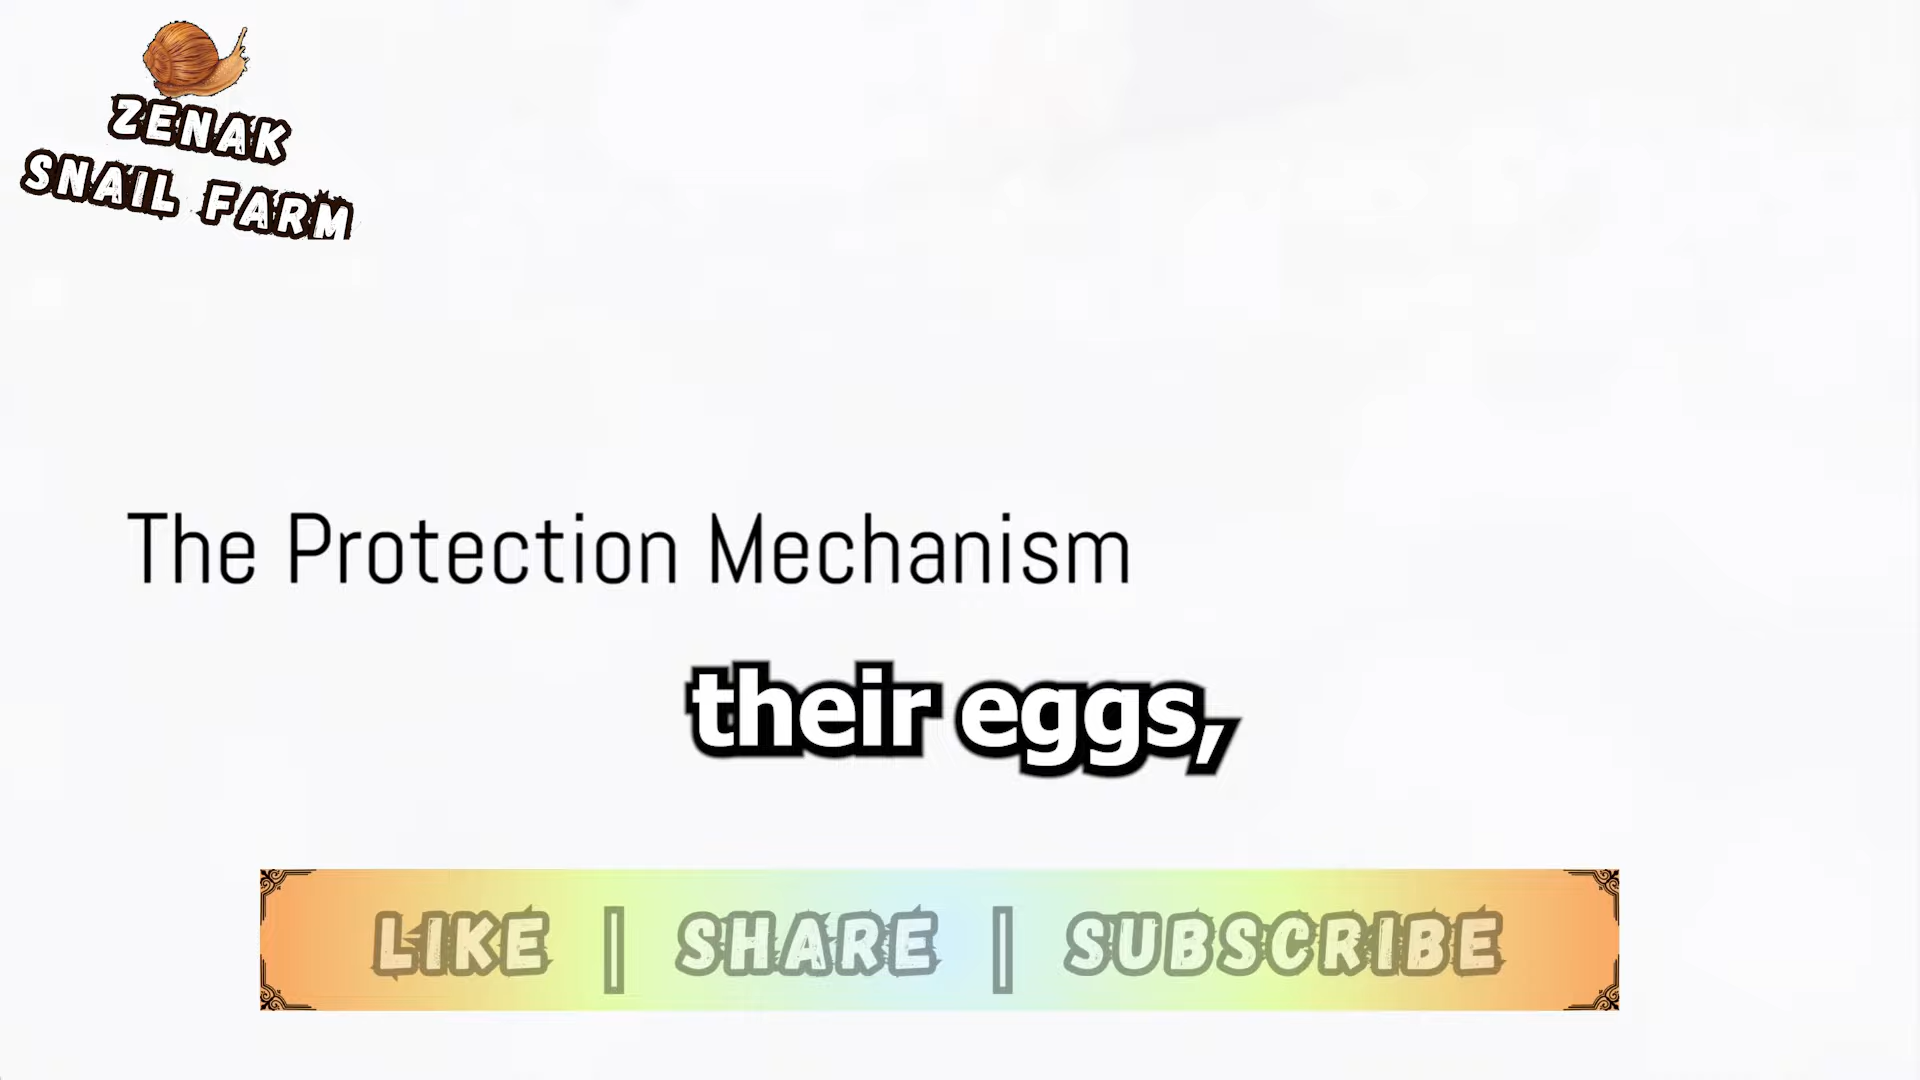 ZENAK
SNAIL FARM
The Protection Mechanism
their eggs,
LIKE | SHARE | SUBSCRIBE